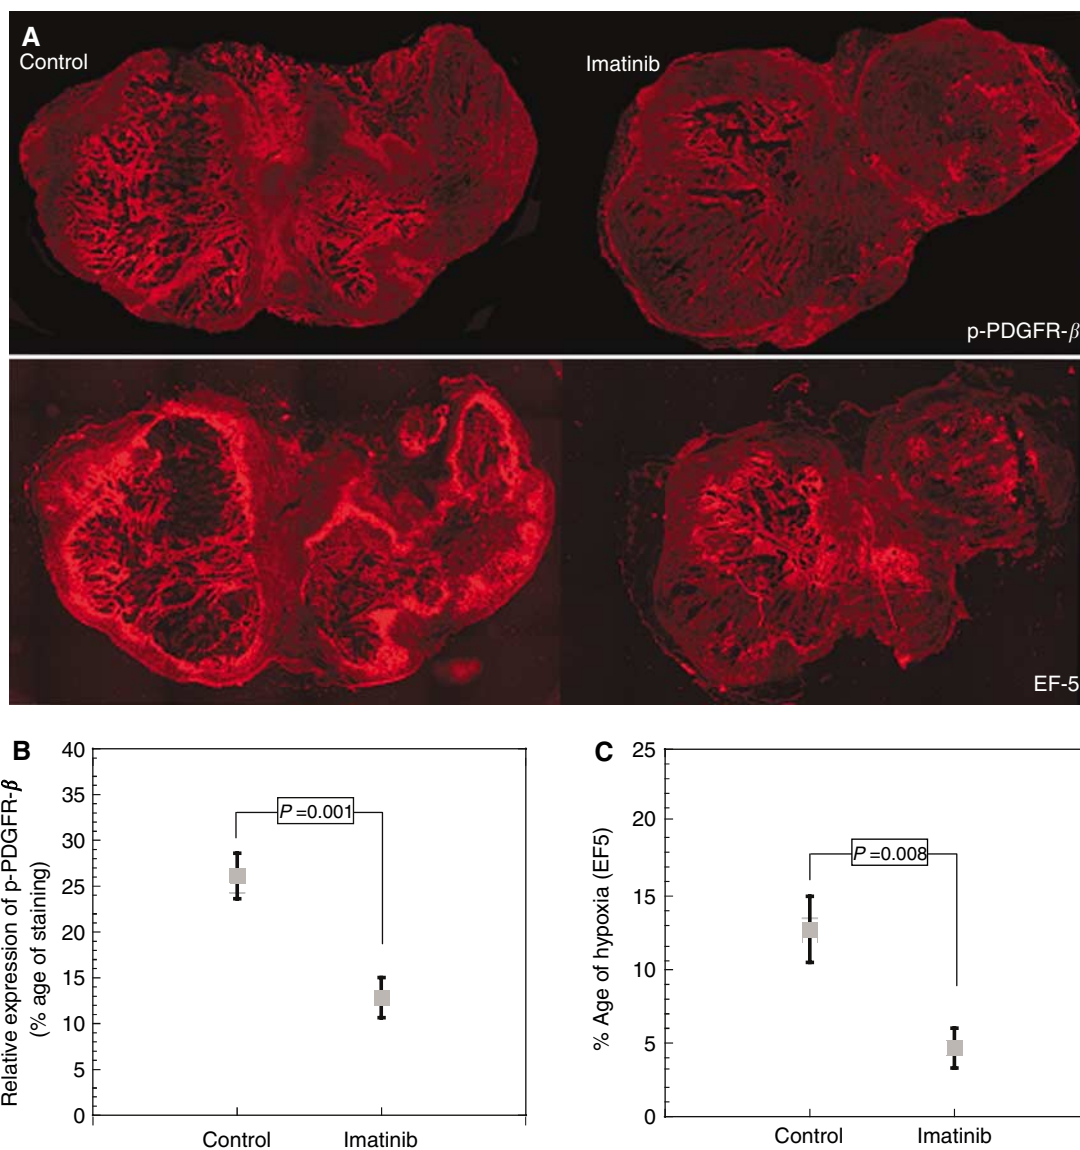 A
Control
Imatinib
p-PDGFR-β
EF-5
B
Relative expression of p-PDGFR-β
(% age of staining)
40
35
30
25
20
15
10
5
0
P =0.001
Control
Imatinib
C
% Age of hypoxia (EF5)
25
20
15
10
5
0
P =0.008
Control
Imatinib